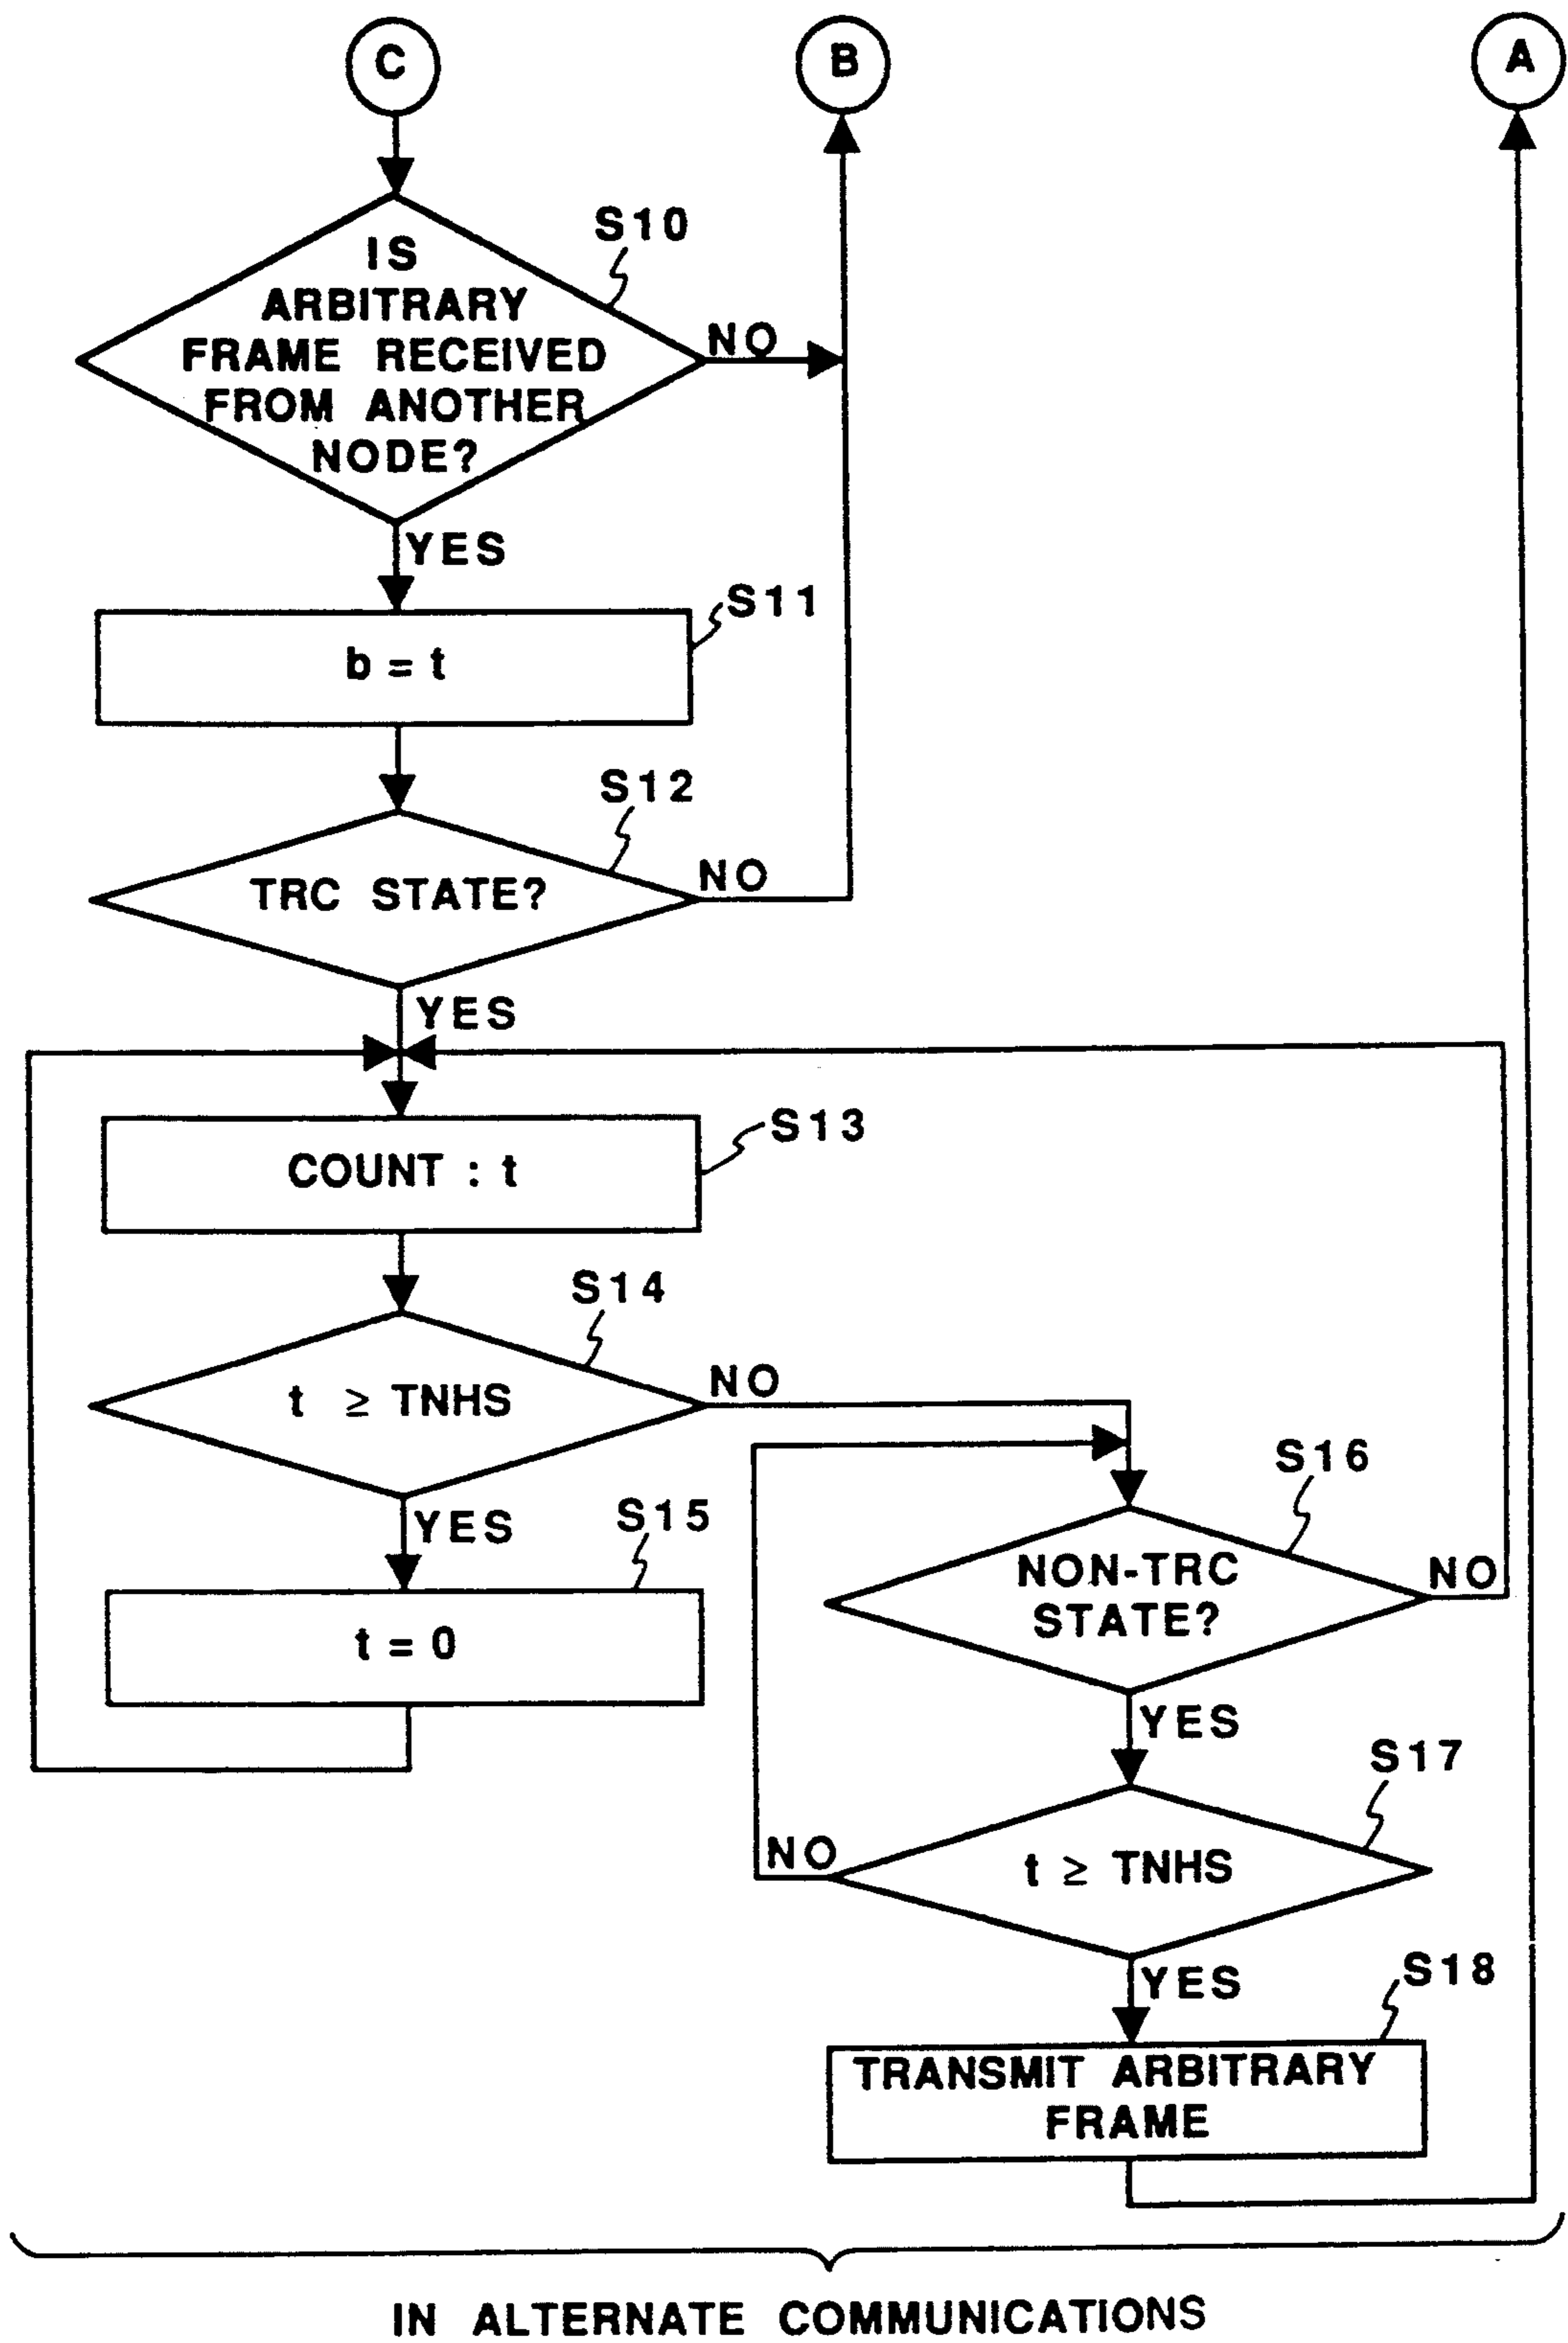 C
B
A
S10
IS
ARBITRARY
FRAME RECEIVED
FROM ANOTHER
NODE?
NO
YES
S11
b = t
S12
TRC STATE?
NO
YES
S13
COUNT : t
S14
t ≥ TNHS
NO
YES
S15
t = 0
S16
NON-TRC
STATE?
NO
YES
S17
t ≥ TNHS
NO
YES
S18
TRANSMIT ARBITRARY
FRAME
IN ALTERNATE COMMUNICATIONS